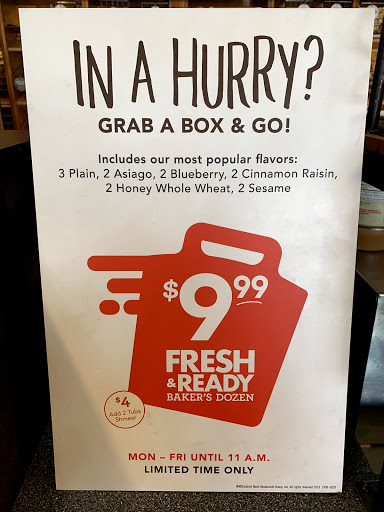 IN A HURRY?
GRAB A BOX & GO!
Includes our most popular flavors:
3 Plain, 2 Asiago, 2 Blueberry, 2 Cinnamon Raisin,
2 Honey Whole Wheat, 2 Sesame
$9.99
FRESH
& READY
BAKER'S DOZEN
$4
Add 2 Tubs
Shmear
MON – FRI UNTIL 11 A.M.
LIMITED TIME ONLY